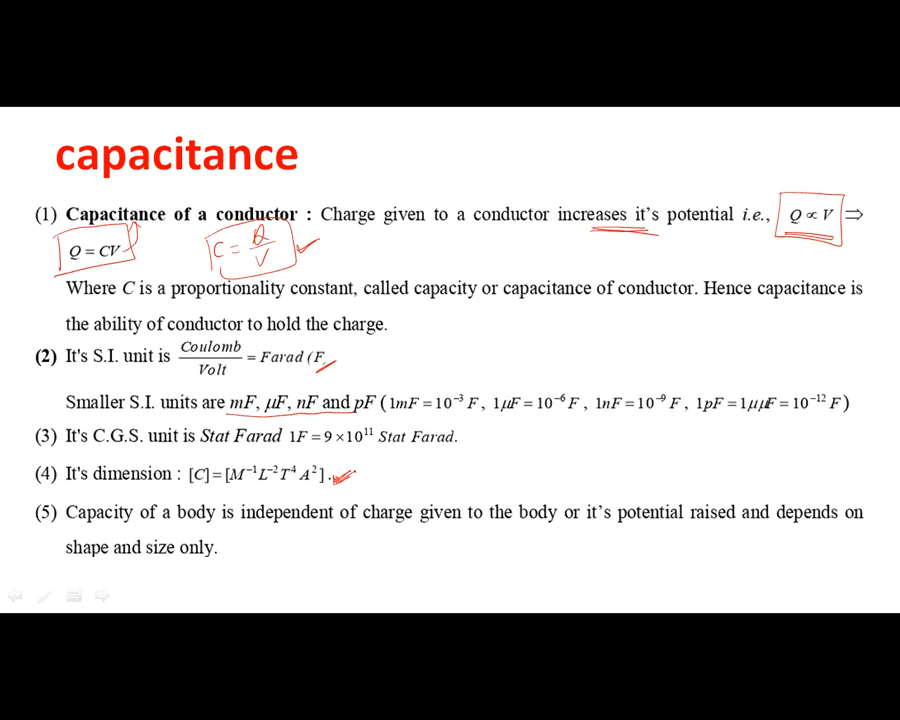 capacitance
(1) Capacitance of a conductor : Charge given to a conductor increases it's potential i.e., Q ∝ V ⇒
Q = CV C = Q/V
Where C is a proportionality constant, called capacity or capacitance of conductor. Hence capacitance is
the ability of conductor to hold the charge.
(2) It's S.I. unit is Coulomb/Volt = Farad (F
Smaller S.I. units are mF, μF, nF and pF ( 1mF = 10⁻³ F , 1μF = 10⁻⁶ F , 1nF = 10⁻⁹ F , 1pF = 1μμF = 10⁻¹² F )
(3) It's C.G.S. unit is Stat Farad 1F = 9 ×10¹¹ Stat Farad.
(4) It's dimension : [C] = [M⁻¹L⁻²T⁴A²].
(5) Capacity of a body is independent of charge given to the body or it's potential raised and depends on
shape and size only.